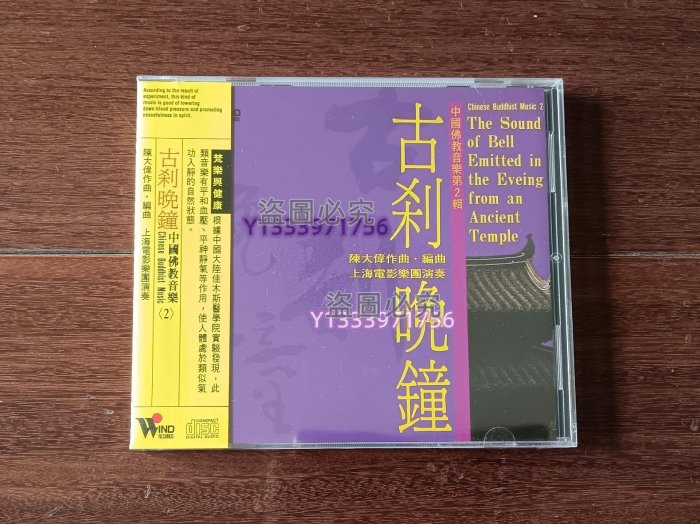 According to the result of
experiment, this kind of
music is good of lowering
down blood pressure and promoting
peacefulness in spirit.
古剎晚鐘
中國佛教音樂〈2〉
Chinese Buddhist Music
陳大偉作曲·編曲 上海電影樂團演奏
梵樂與健康
根據中國大陸佳木斯醫學院實驗發現，此
類音樂有平和血壓、平神靜氣等作用，使人體處於類似氣
功入靜的自然狀態。
WIND
RECORDS
COMPACT
disc
DIGITAL AUDIO
古剎晚鐘
中國佛教音樂第2輯
陳大偉作曲·編曲
上海電影樂團演奏
Chinese Buddhist Music 2
The Sound
of Bell
Emitted in
the Eveing
from an
Ancient
Temple
盜圖必究
Y1353971756
盜圖必究
Y1353971756